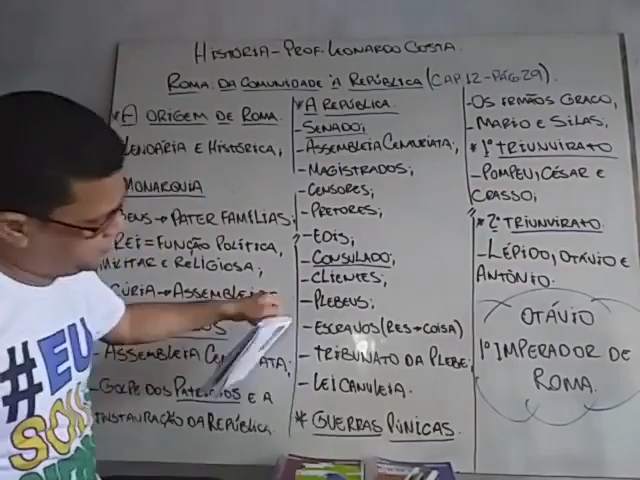 HISTÓRIA - PROF. LEONARDO COSTA.
ROMA: DA COMUNIDADE À REPÚBLICA (CAP 12 - PÁG 29).
*A ORIGEM DE ROMA.
LENDÁRIA E HISTÓRICA;
MONARQUIA
→ PATER FAMÍLIAS;
REI = FUNÇÃO POLÍTICA,
MILITAR E RELIGIOSA;
CÚRIA → ASSEMBLEIA
- ASSEMBLEIA
- GOLPE DOS PATRÍCIOS E A
INSTAURAÇÃO DA REPÚBLICA.
*A REPÚBLICA.
- SENADO;
- ASSEMBLEIA CENTURIATA;
- MAGISTRADOS;
- CENSORES;
- PRETORES;
- EDIS;
- CONSULADO;
- CLIENTES;
- PLEBEUS;
- ESCRAVOS (RES → COISA)
- TRIBUNATO DA PLEBE;
- LEI CANULEIA.
* GUERRAS PÚNICAS.
- OS IRMÃOS GRACO,
- MARIO E SILAS,
* 1º TRIUNVIRATO
- POMPEU, CÉSAR E
CRASSO;
* 2º TRIUNVIRATO.
- LÉPIDO, OTÁVIO E
ANTÔNIO.
OTÁVIO
1º IMPERADOR DE
ROMA.
#EU
SOU